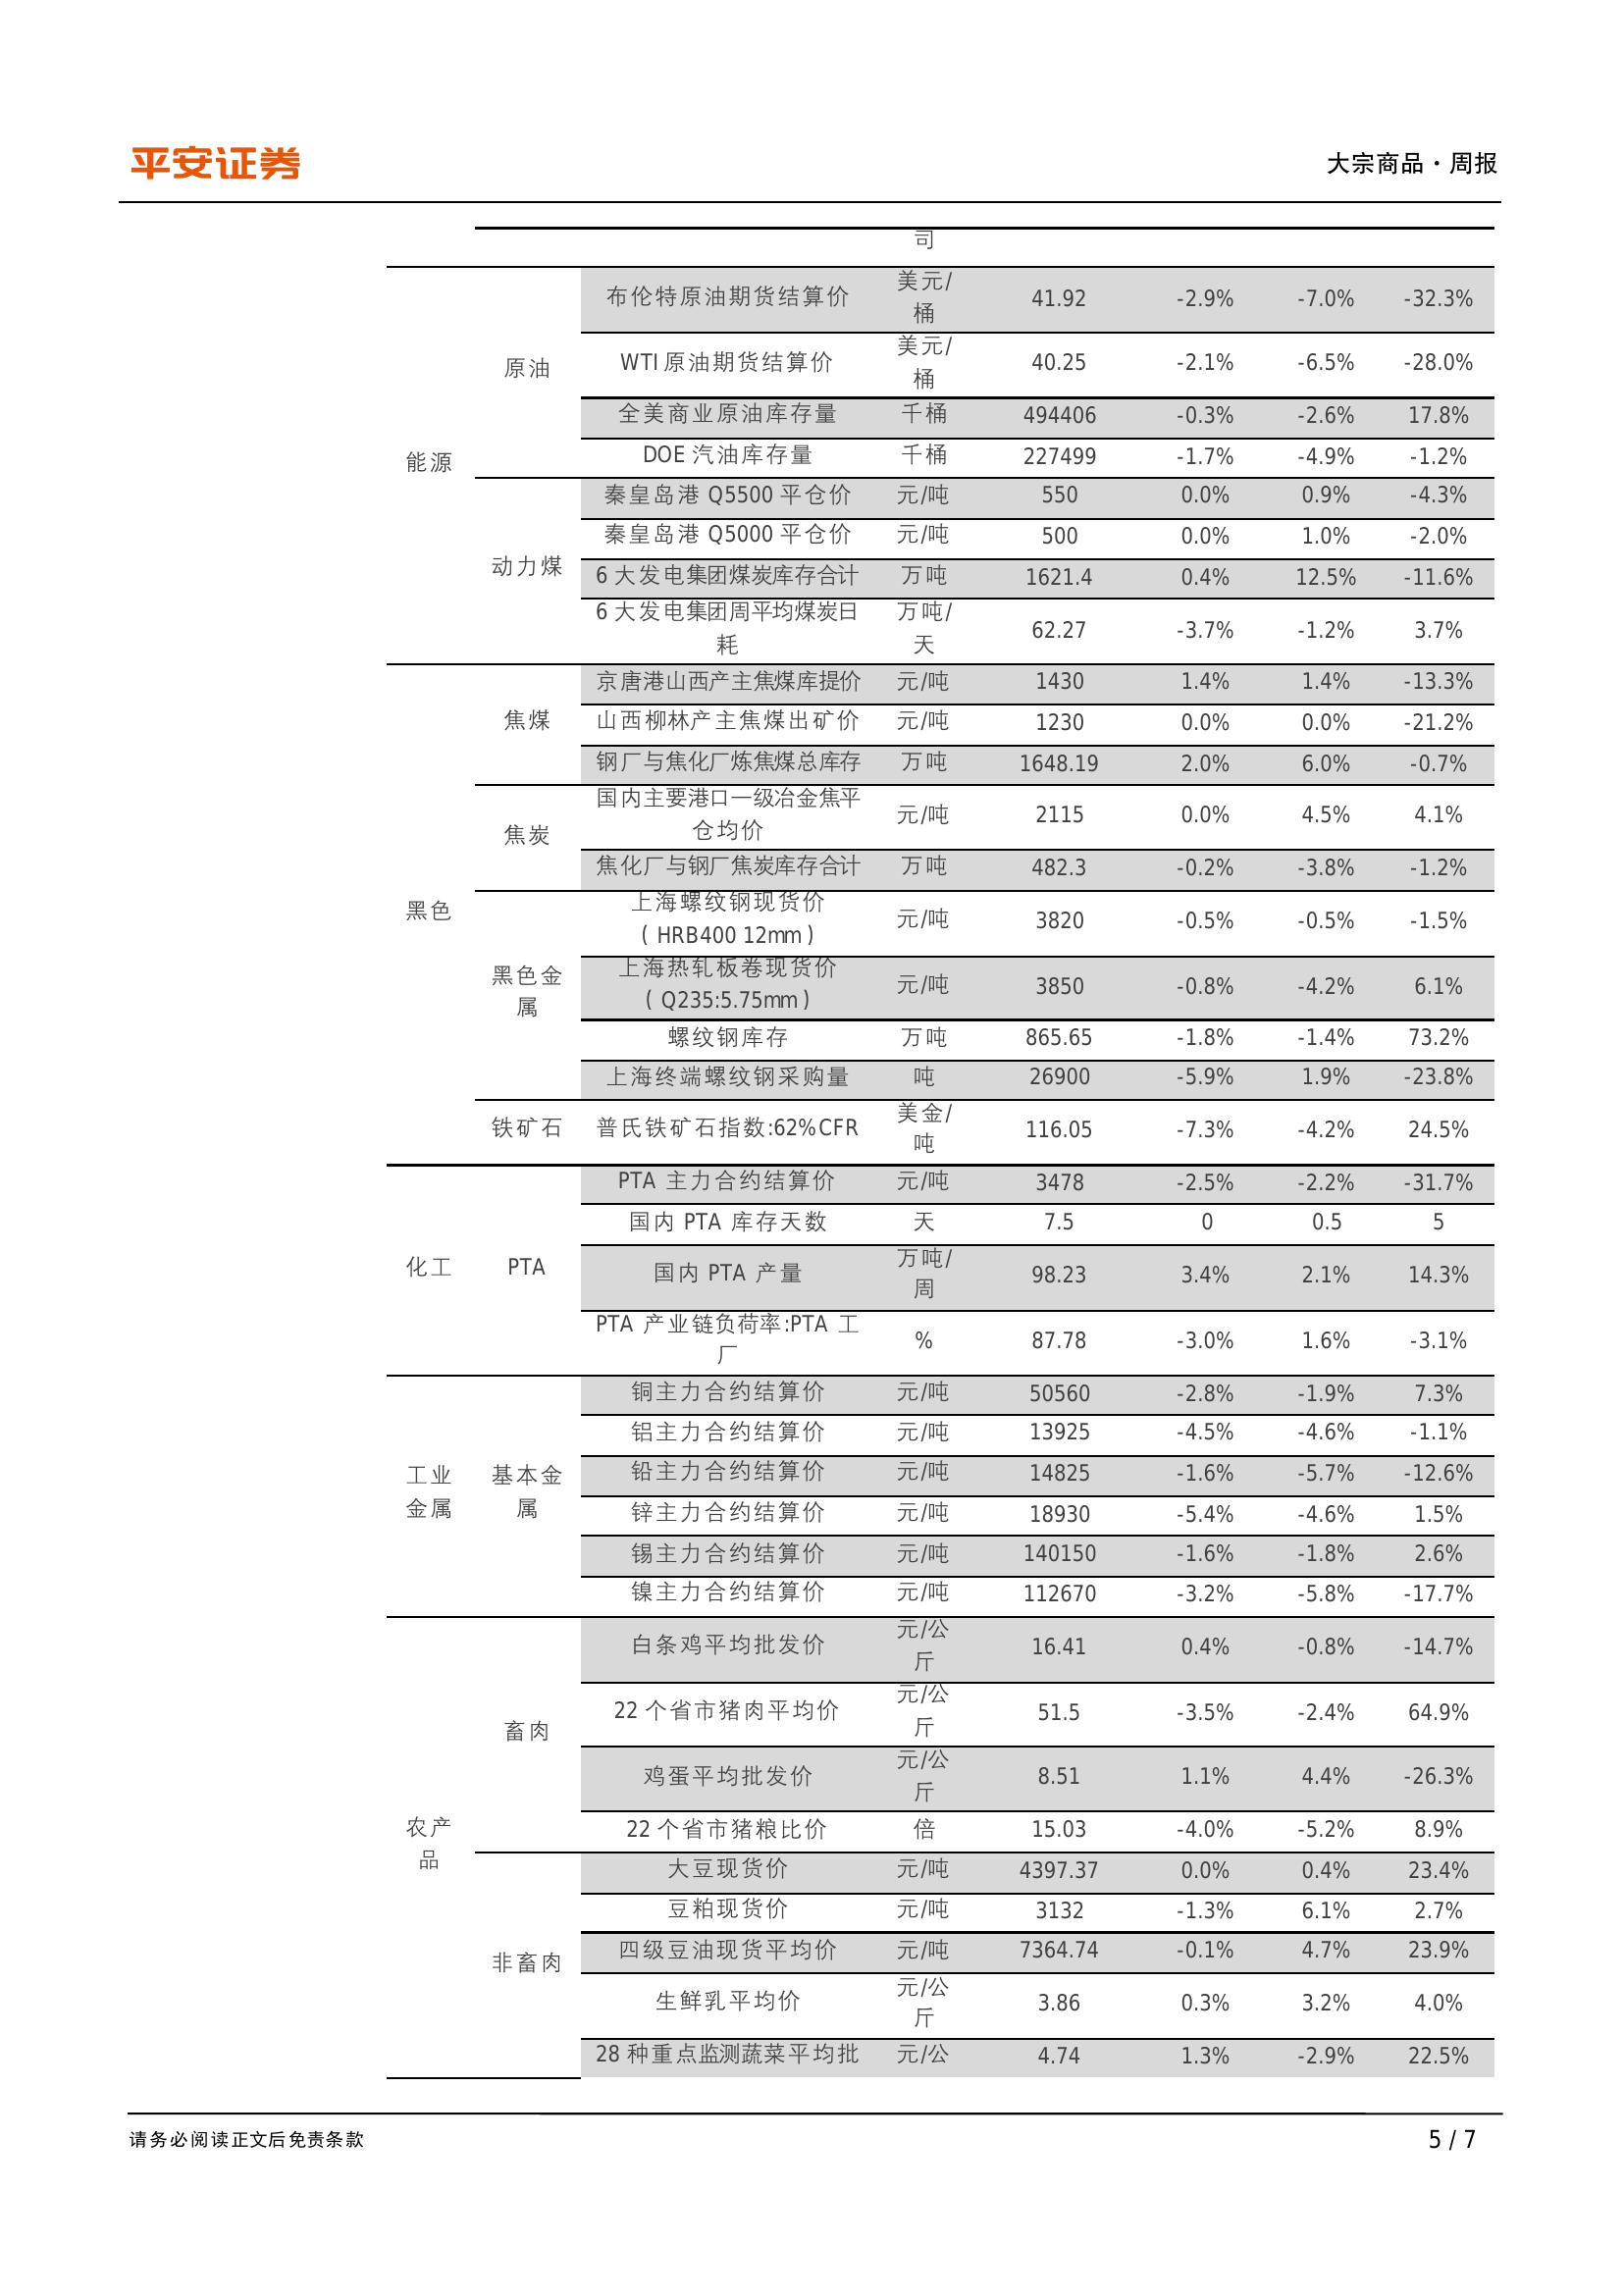 平安证券
大宗商品·周报
司
能源 原油 布伦特原油期货结算价 美元/桶 41.92 -2.9% -7.0% -32.3%
WTI 原油期货结算价 美元/桶 40.25 -2.1% -6.5% -28.0%
全美商业原油库存量 千桶 494406 -0.3% -2.6% 17.8%
DOE 汽油库存量 千桶 227499 -1.7% -4.9% -1.2%
动力煤 秦皇岛港 Q5500 平仓价 元/吨 550 0.0% 0.9% -4.3%
秦皇岛港 Q5000 平仓价 元/吨 500 0.0% 1.0% -2.0%
6 大发电集团煤炭库存合计 万吨 1621.4 0.4% 12.5% -11.6%
6 大发电集团周平均煤炭日耗 万吨/天 62.27 -3.7% -1.2% 3.7%
黑色 焦煤 京唐港山西产主焦煤库提价 元/吨 1430 1.4% 1.4% -13.3%
山西柳林产主焦煤出矿价 元/吨 1230 0.0% 0.0% -21.2%
钢厂与焦化厂炼焦煤总库存 万吨 1648.19 2.0% 6.0% -0.7%
焦炭 国内主要港口一级冶金焦平仓均价 元/吨 2115 0.0% 4.5% 4.1%
焦化厂与钢厂焦炭库存合计 万吨 482.3 -0.2% -3.8% -1.2%
黑色金属 上海螺纹钢现货价（HRB400 12mm） 元/吨 3820 -0.5% -0.5% -1.5%
上海热轧板卷现货价（Q235:5.75mm） 元/吨 3850 -0.8% -4.2% 6.1%
螺纹钢库存 万吨 865.65 -1.8% -1.4% 73.2%
上海终端螺纹钢采购量 吨 26900 -5.9% 1.9% -23.8%
铁矿石 普氏铁矿石指数:62%CFR 美金/吨 116.05 -7.3% -4.2% 24.5%
化工 PTA PTA 主力合约结算价 元/吨 3478 -2.5% -2.2% -31.7%
国内 PTA 库存天数 天 7.5 0 0.5 5
国内 PTA 产量 万吨/周 98.23 3.4% 2.1% 14.3%
PTA 产业链负荷率:PTA 工厂 % 87.78 -3.0% 1.6% -3.1%
工业金属 基本金属 铜主力合约结算价 元/吨 50560 -2.8% -1.9% 7.3%
铝主力合约结算价 元/吨 13925 -4.5% -4.6% -1.1%
铅主力合约结算价 元/吨 14825 -1.6% -5.7% -12.6%
锌主力合约结算价 元/吨 18930 -5.4% -4.6% 1.5%
锡主力合约结算价 元/吨 140150 -1.6% -1.8% 2.6%
镍主力合约结算价 元/吨 112670 -3.2% -5.8% -17.7%
农产品 畜肉 白条鸡平均批发价 元/公斤 16.41 0.4% -0.8% -14.7%
22 个省市猪肉平均价 元/公斤 51.5 -3.5% -2.4% 64.9%
鸡蛋平均批发价 元/公斤 8.51 1.1% 4.4% -26.3%
22 个省市猪粮比价 倍 15.03 -4.0% -5.2% 8.9%
非畜肉 大豆现货价 元/吨 4397.37 0.0% 0.4% 23.4%
豆粕现货价 元/吨 3132 -1.3% 6.1% 2.7%
四级豆油现货平均价 元/吨 7364.74 -0.1% 4.7% 23.9%
生鲜乳平均价 元/公斤 3.86 0.3% 3.2% 4.0%
28 种重点监测蔬菜平均批 元/公 4.74 1.3% -2.9% 22.5%
请务必阅读正文后免责条款
5 / 7